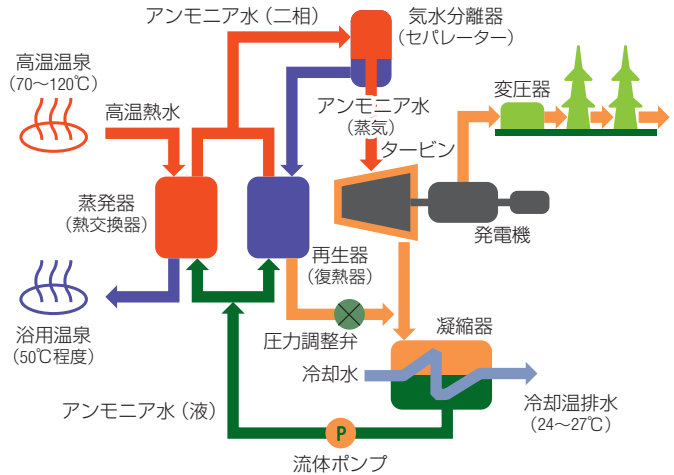 アンモニア水(二相)
気水分離器
(セパレーター)
高温温泉
(70〜120℃)
高温熱水
アンモニア水
(蒸気)
変圧器
タービン
蒸発器
(熱交換器)
発電機
再生器
(復熱器)
浴用温泉
(50℃程度)
圧力調整弁
凝縮器
冷却水
冷却温排水
(24〜27℃)
アンモニア水(液)
P
流体ポンプ